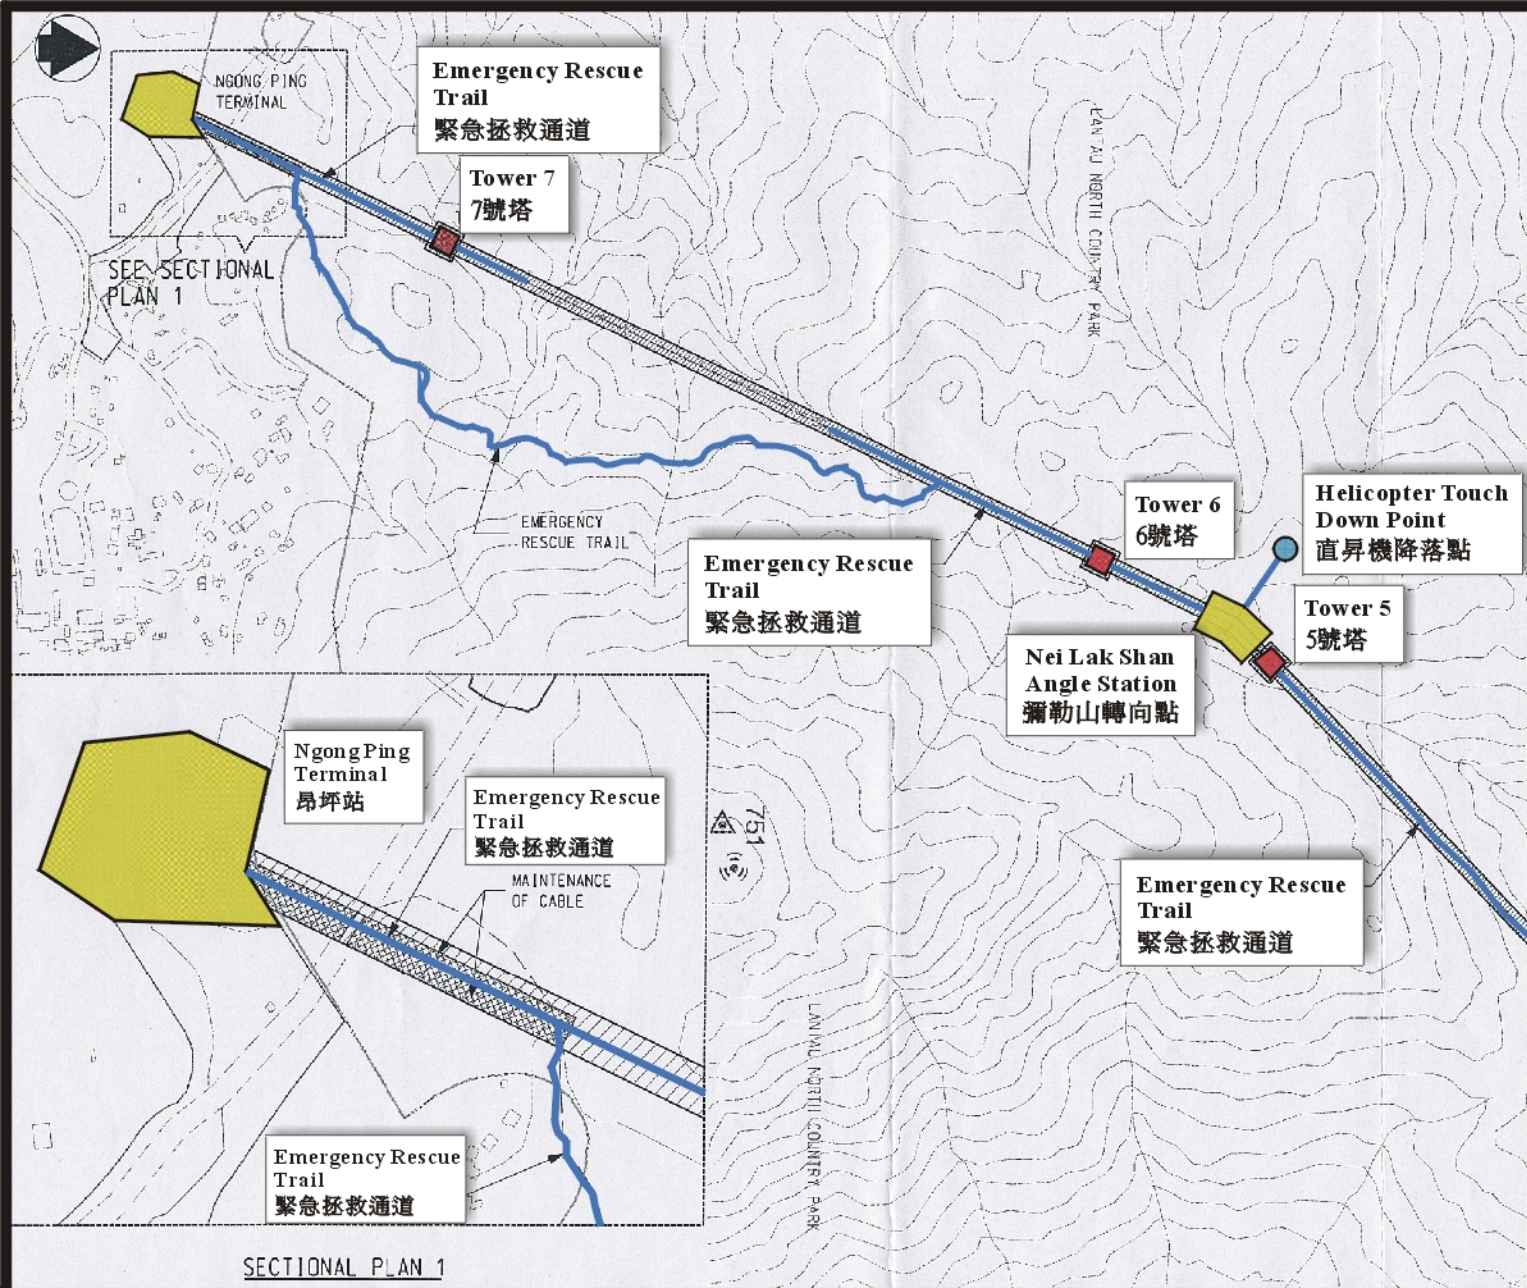 NGONG PING
TERMINAL
Emergency Rescue
Trail
緊急拯救通道
Tower 7
7號塔
SEE SECTIONAL
PLAN 1
LANTAU NORTH COUNTRY PARK
EMERGENCY
RESCUE TRAIL
Emergency Rescue
Trail
緊急拯救通道
Tower 6
6號塔
Helicopter Touch
Down Point
直昇機降落點
Tower 5
5號塔
Nei Lak Shan
Angle Station
彌勒山轉向點
Ngong Ping
Terminal
昂坪站
Emergency Rescue
Trail
緊急拯救通道
MAINTENANCE
OF CABLE
751
Emergency Rescue
Trail
緊急拯救通道
LANTAU NORTH COUNTRY PARK
Emergency Rescue
Trail
緊急拯救通道
SECTIONAL PLAN 1